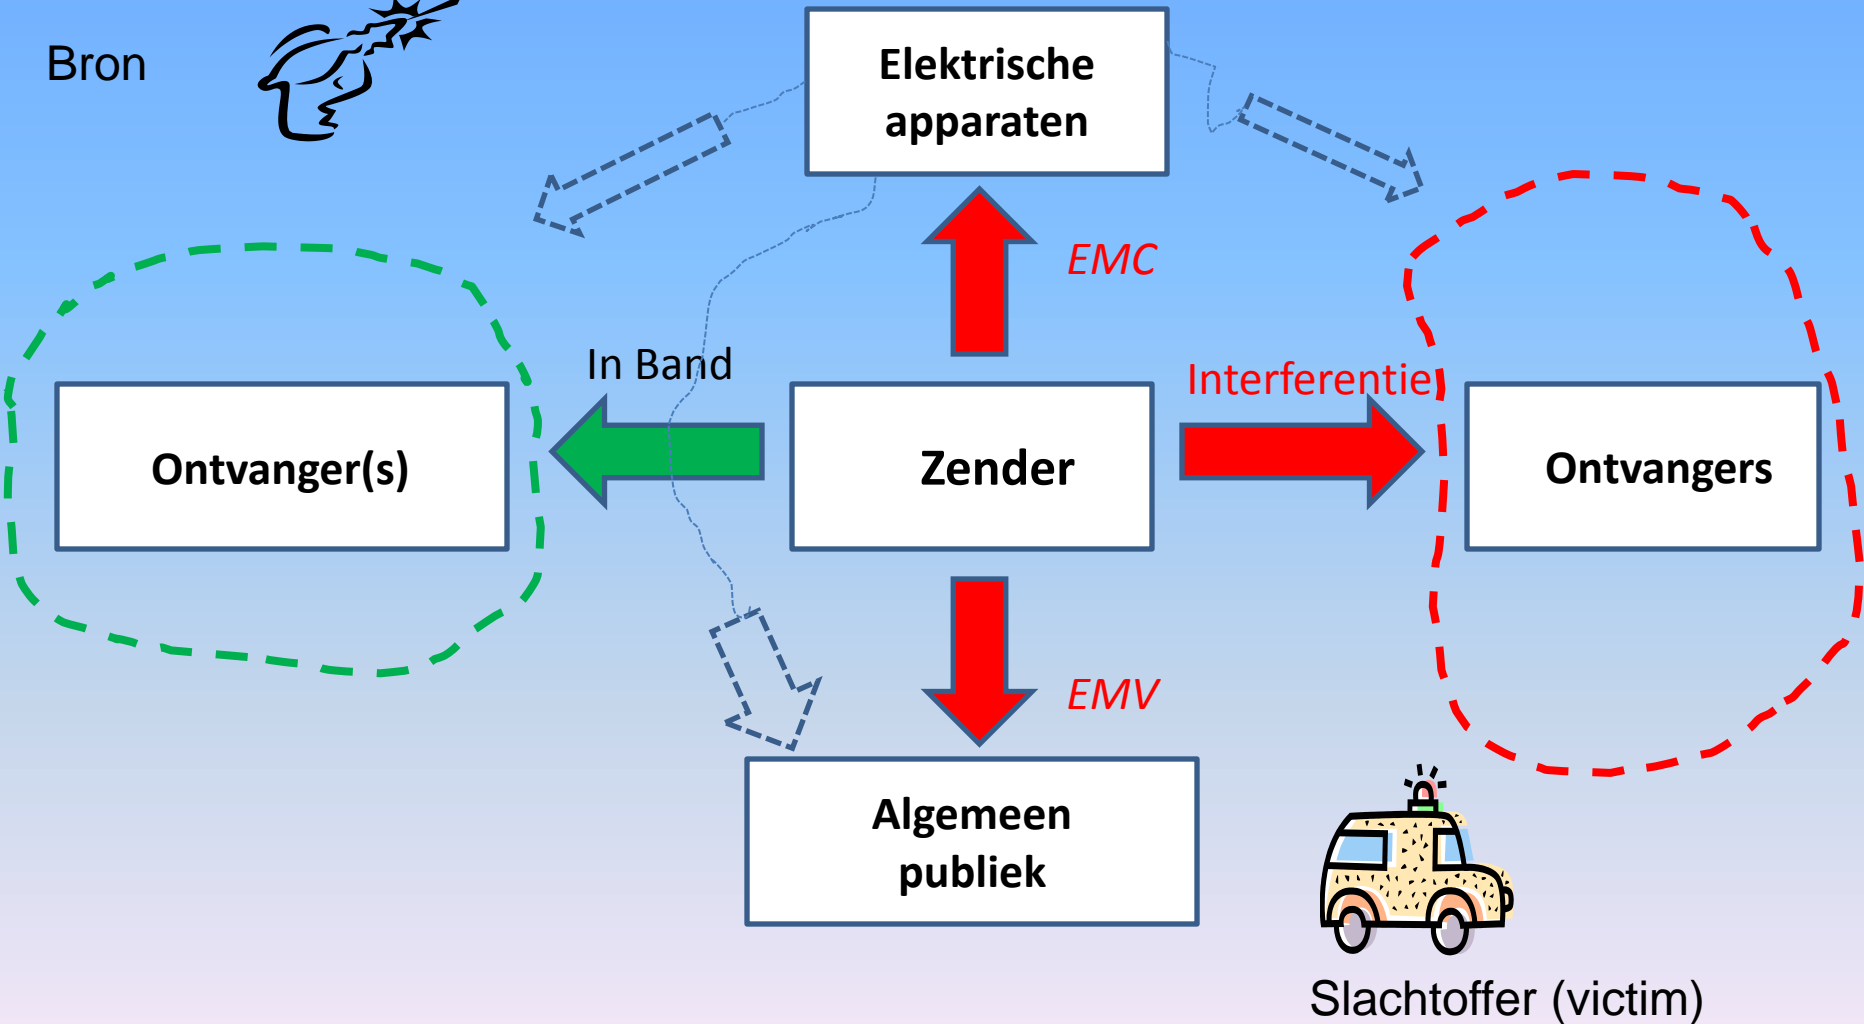 Bron
Elektrische
apparaten
EMC
In Band
Interferentie
Ontvanger(s)
Zender
Ontvangers
EMV
Algemeen
publiek
Slachtoffer (victim)